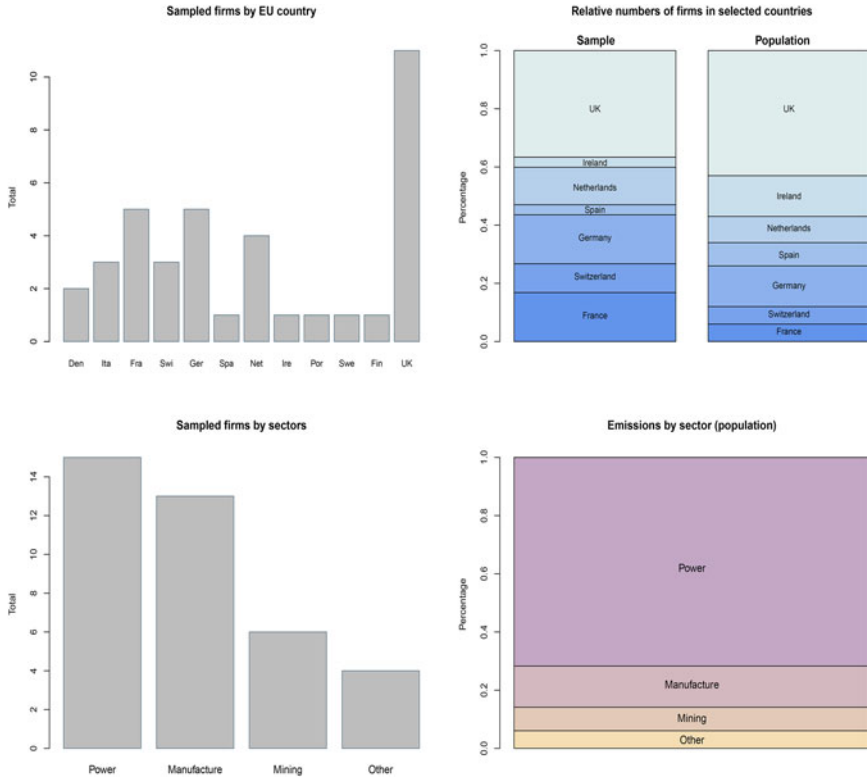 Sampled firms by EU country
Total
0 2 4 6 8 10
Den Ita Fra Swi Ger Spa Net Ire Por Swe Fin UK
Relative numbers of firms in selected countries
Sample Population
Percentage
0.0 0.2 0.4 0.6 0.8 1.0
UK
Ireland
Netherlands
Spain
Germany
Switzerland
France
UK
Ireland
Netherlands
Spain
Germany
Switzerland
France
Sampled firms by sectors
Total
0 2 4 6 8 10 12 14
Power Manufacture Mining Other
Emissions by sector (population)
Percentage
0.0 0.2 0.4 0.6 0.8 1.0
Power
Manufacture
Mining
Other